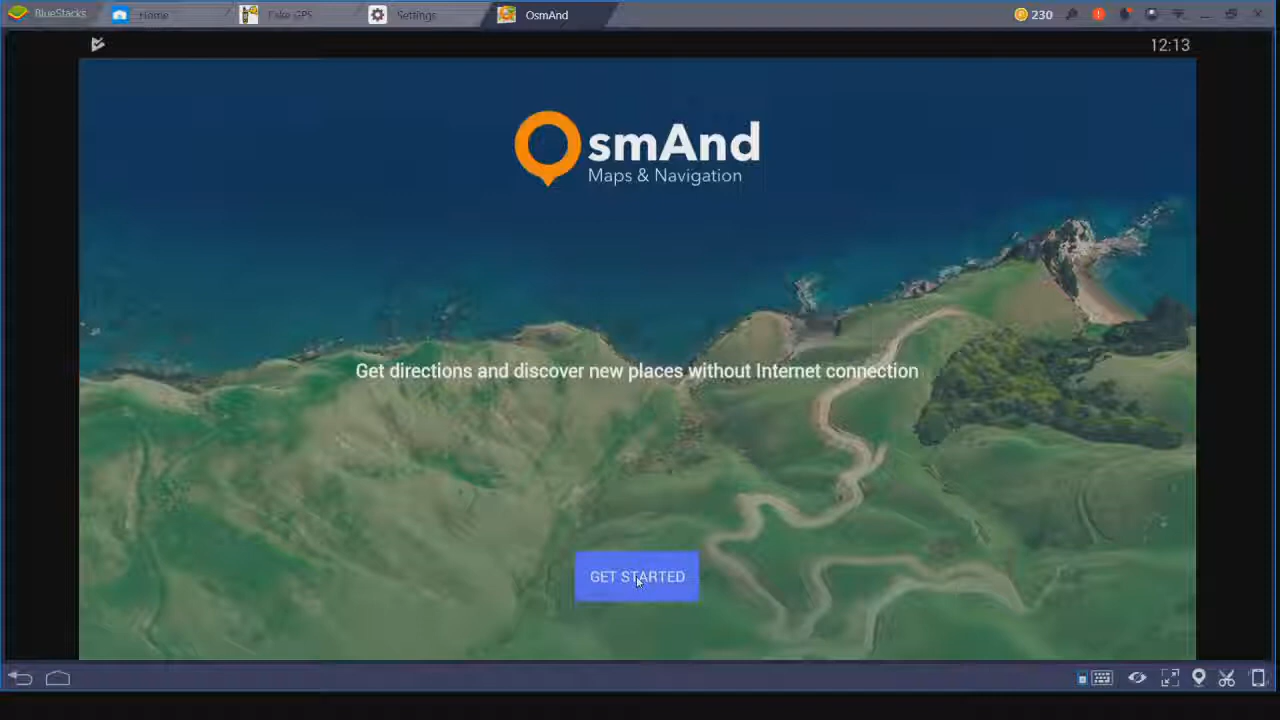 BlueStacks Home Fake GPS Settings OsmAnd 230
12:13
OsmAnd
Maps & Navigation
Get directions and discover new places without Internet connection
GET STARTED